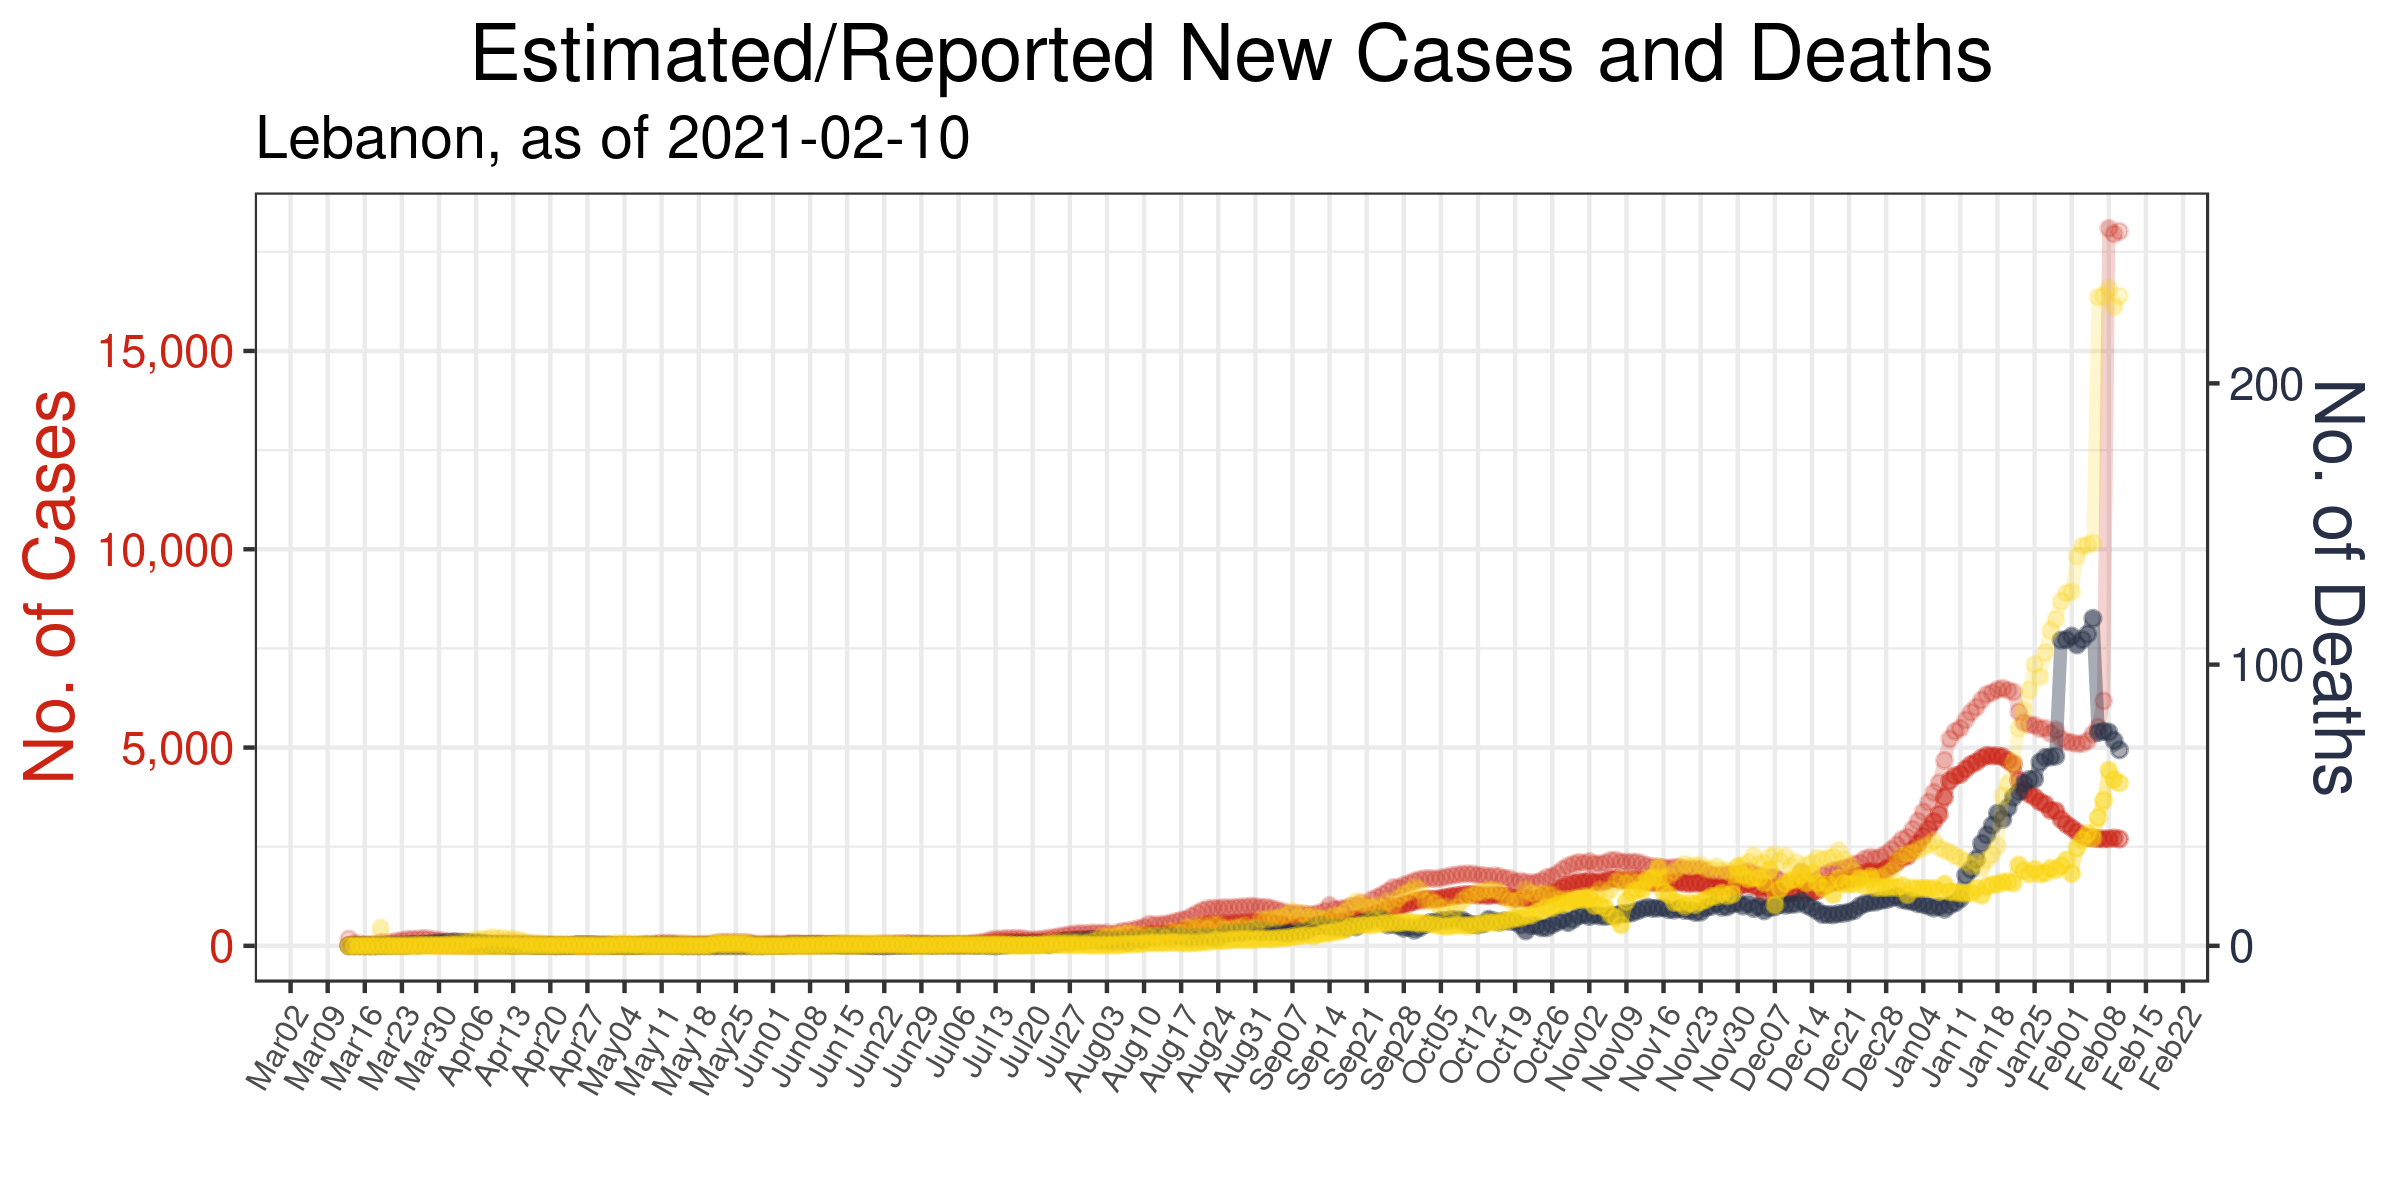 Estimated/Reported New Cases and Deaths
Lebanon, as of 2021-02-10
No. of Cases
15,000
10,000
5,000
0
No. of Deaths
200
100
0
Mar02
Mar09
Mar16
Mar23
Mar30
Apr06
Apr13
Apr20
Apr27
May04
May11
May18
May25
Jun01
Jun08
Jun15
Jun22
Jun29
Jul06
Jul13
Jul20
Jul27
Aug03
Aug10
Aug17
Aug24
Aug31
Sep07
Sep14
Sep21
Sep28
Oct05
Oct12
Oct19
Oct26
Nov02
Nov09
Nov16
Nov23
Nov30
Dec07
Dec14
Dec21
Dec28
Jan04
Jan11
Jan18
Jan25
Feb01
Feb08
Feb15
Feb22